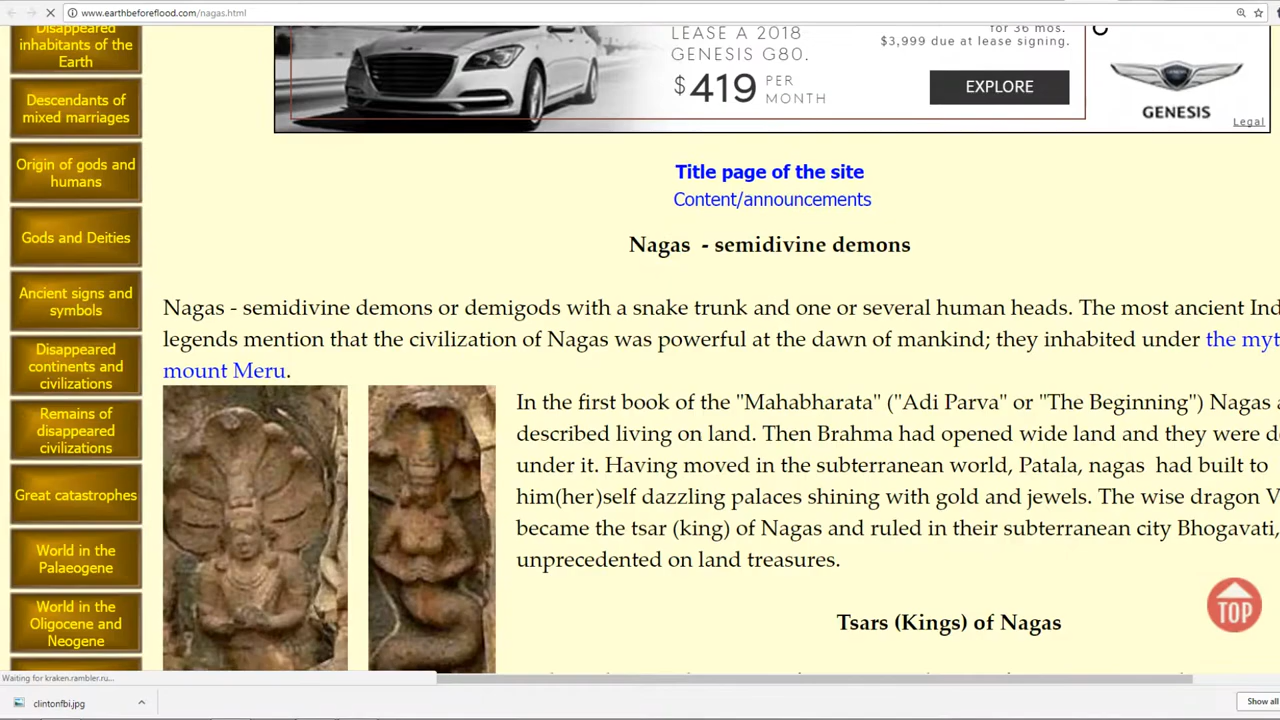 www.earthbeforeflood.com/nagas.html
Disappeared
inhabitants of the
Earth
Descendants of
mixed marriages
Origin of gods and
humans
Gods and Deities
Ancient signs and
symbols
Disappeared
continents and
civilizations
Remains of
disappeared
civilizations
Great catastrophes
World in the
Palaeogene
World in the
Oligocene and
Neogene
LEASE A 2018
GENESIS G80.
$419 PER
MONTH
for 36 mos.
$3,999 due at lease signing.
EXPLORE
GENESIS
Legal
Title page of the site
Content/announcements
Nagas - semidivine demons
Nagas - semidivine demons or demigods with a snake trunk and one or several human heads. The most ancient
legends mention that the civilization of Nagas was powerful at the dawn of mankind; they inhabited under the
mount Meru.
In the first book of the "Mahabharata" ("Adi Parva" or "The Beginning") Nagas
described living on land. Then Brahma had opened wide land and they were
under it. Having moved in the subterranean world, Patala, nagas had built to
him(her)self dazzling palaces shining with gold and jewels. The wise dragon
became the tsar (king) of Nagas and ruled in their subterranean city Bhogavati,
unprecedented on land treasures.
Tsars (Kings) of Nagas
TOP
Waiting for kraken.rambler.ru...
clintonfbi.jpg
Show all